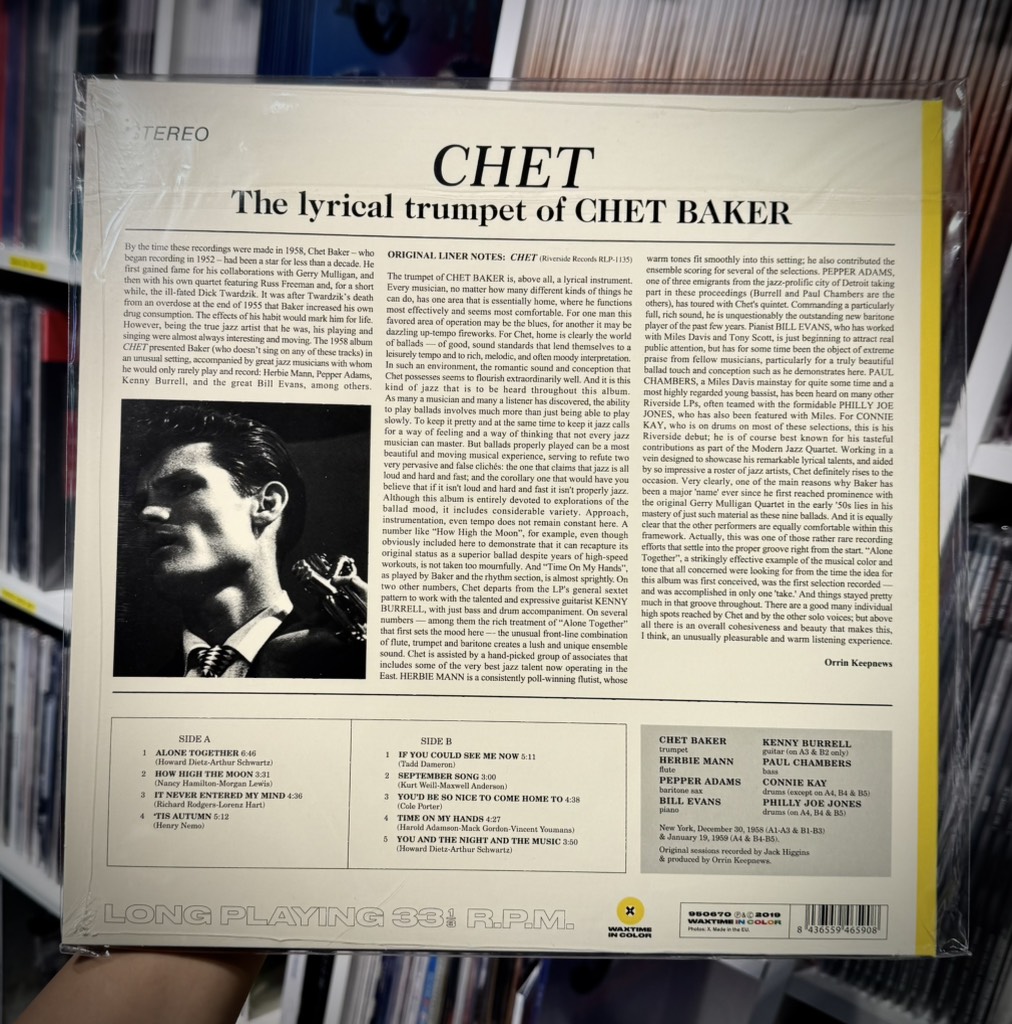 STEREO
CHET
The lyrical trumpet of CHET BAKER
By the time these recordings were made in 1958, Chet Baker – who
began recording in 1952 – had been a star for less than a decade. He
first gained fame for his collaborations with Gerry Mulligan, and
then with his own quartet featuring Russ Freeman and, for a short
while, the ill-fated Dick Twardzik. It was after Twardzik's death
from an overdose at the end of 1955 that Baker increased his own
drug consumption. The effects of his habit would mark him for life.
However, being the true jazz artist that he was, his playing and
singing were almost always interesting and moving. The 1958 album
CHET presented Baker (who doesn't sing on any of these tracks) in
an unusual setting, accompanied by great jazz musicians with whom
he would only rarely play and record: Herbie Mann, Pepper Adams,
Kenny Burrell, and the great Bill Evans, among others.
ORIGINAL LINER NOTES: CHET (Riverside Records RLP-1135)
The trumpet of CHET BAKER is, above all, a lyrical instrument.
Every musician, no matter how many different kinds of things he
can do, has one area that is essentially home, where he functions
most effectively and seems most comfortable. For one man this
favored area of operation may be the blues, for another it may be
dazzling up-tempo fireworks. For Chet, home is clearly the world
of ballads — of good, sound standards that lend themselves to a
leisurely tempo and to rich, melodic, and often moody interpretation.
In such an environment, the romantic sound and conception that
Chet possesses seems to flourish extraordinarily well. And it is this
kind of jazz that is to be heard throughout this album.
As many a musician and many a listener has discovered, the ability
to play ballads involves much more than just being able to play
slowly. To keep it pretty and at the same time to keep it jazz calls
for a way of feeling and a way of thinking that not every jazz
musician can master. But ballads properly played can be a most
beautiful and moving musical experience, serving to refute two
very pervasive and false clichés: the one that claims that jazz is all
loud and hard and fast; and the corollary one that would have you
believe that if it isn't loud and hard and fast it isn't properly jazz.
Although this album is entirely devoted to explorations of the
ballad mood, it includes considerable variety. Approach,
instrumentation, even tempo does not remain constant here. A
number like "How High the Moon", for example, even though
obviously included here to demonstrate that it can recapture its
original status as a superior ballad despite years of high-speed
workouts, is not taken too mournfully. And "Time On My Hands",
as played by Baker and the rhythm section, is almost sprightly. On
two other numbers, Chet departs from the LP's general sextet
pattern to work with the talented and expressive guitarist KENNY
BURRELL, with just bass and drum accompaniment. On several
numbers — among them the rich treatment of "Alone Together"
that first sets the mood here — the unusual front-line combination
of flute, trumpet and baritone creates a lush and unique ensemble
sound. Chet is assisted by a hand-picked group of associates that
includes some of the very best jazz talent now operating in the
East. HERBIE MANN is a consistently poll-winning flutist, whose
warm tones fit smoothly into this setting; he also contributed the
ensemble scoring for several of the selections. PEPPER ADAMS,
one of three emigrants from the jazz-prolific city of Detroit taking
part in these proceedings (Burrell and Paul Chambers are the
others), has toured with Chet's quintet. Commanding a particularly
full, rich sound, he is unquestionably the outstanding new baritone
player of the past few years. Pianist BILL EVANS, who has worked
with Miles Davis and Tony Scott, is just beginning to attract real
public attention, but has for some time been the object of extreme
praise from fellow musicians, particularly for a truly beautiful
ballad touch and conception such as he demonstrates here. PAUL
CHAMBERS, a Miles Davis mainstay for quite some time and a
most highly regarded young bassist, has been heard on many other
Riverside LPs, often teamed with the formidable PHILLY JOE
JONES, who has also been featured with Miles. For CONNIE
KAY, who is on drums on most of these selections, this is his
Riverside debut; he is of course best known for his tasteful
contributions as part of the Modern Jazz Quartet. Working in a
vein designed to showcase his remarkable lyrical talents, and aided
by so impressive a roster of jazz artists, Chet definitely rises to the
occasion. Very clearly, one of the main reasons why Baker has
been a major 'name' ever since he first reached prominence with
the original Gerry Mulligan Quartet in the early '50s lies in his
mastery of just such material as these nine ballads. And it is equally
clear that the other performers are equally comfortable within this
framework. Actually, this was one of those rather rare recording
efforts that settle into the proper groove right from the start. "Alone
Together", a strikingly effective example of the musical color and
tone that all concerned were looking for from the time the idea for
this album was first conceived, was the first selection recorded —
and was accomplished in only one 'take.' And things stayed pretty
much in that groove throughout. There are a good many individual
high spots reached by Chet and by the other solo voices; but above
all there is an overall cohesiveness and beauty that makes this,
I think, an unusually pleasurable and warm listening experience.
Orrin Keepnews
SIDE A
1 ALONE TOGETHER 6:46
(Howard Dietz-Arthur Schwartz)
2 HOW HIGH THE MOON 3:31
(Nancy Hamilton-Morgan Lewis)
3 IT NEVER ENTERED MY MIND 4:36
(Richard Rodgers-Lorenz Hart)
4 'TIS AUTUMN 5:12
(Henry Nemo)
SIDE B
1 IF YOU COULD SEE ME NOW 5:11
(Tadd Dameron)
2 SEPTEMBER SONG 3:00
(Kurt Weill-Maxwell Anderson)
3 YOU'D BE SO NICE TO COME HOME TO 4:38
(Cole Porter)
4 TIME ON MY HANDS 4:27
(Harold Adamson-Mack Gordon-Vincent Youmans)
5 YOU AND THE NIGHT AND THE MUSIC 3:50
(Howard Dietz-Arthur Schwartz)
CHET BAKER
trumpet
HERBIE MANN
flute
PEPPER ADAMS
baritone sax
BILL EVANS
piano
KENNY BURRELL
guitar (on A3 & B2 only)
PAUL CHAMBERS
bass
CONNIE KAY
drums (except on A4, B4 & B5)
PHILLY JOE JONES
drums (on A4, B4 & B5)
New York, December 30, 1958 (A1-A3 & B1-B3)
& January 19, 1959 (A4 & B4-B5).
Original sessions recorded by Jack Higgins
& produced by Orrin Keepnews.
LONG PLAYING 33⅓ R.P.M.
WAXTIME
IN COLOR
950670 ℗&© 2019
WAXTIME IN COLOR
Photos: X. Made in the EU.
8 436559 465908